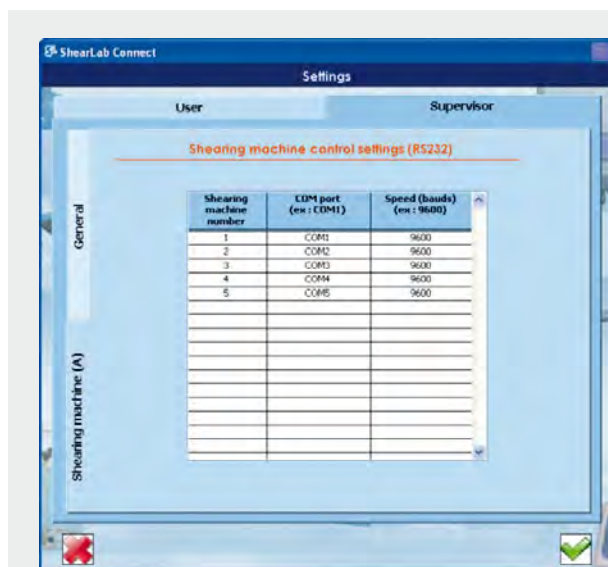 ShearLab Connect
Settings
User Supervisor
Shearing machine control settings (RS232)
General
Shearing machine (A)
Shearing machine number COM port (ex : COM1) Speed (bauds) (ex : 9600)
1 COM1 9600
2 COM2 9600
3 COM3 9600
4 COM4 9600
5 COM5 9600